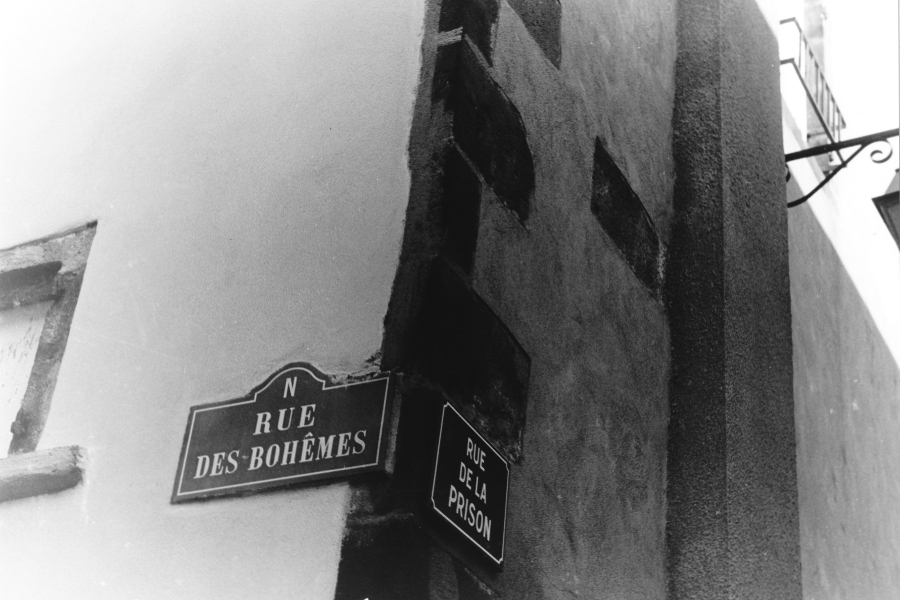 N
RUE
DES BOHÊMES
RUE
DE LA
PRISON